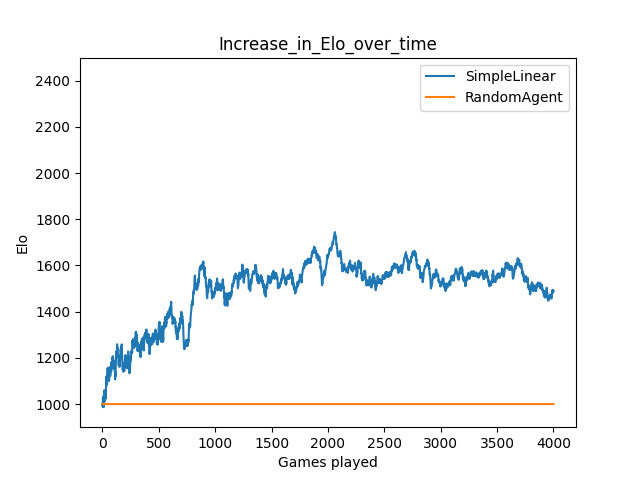 Increase_in_Elo_over_time
SimpleLinear
RandomAgent
2400
2200
2000
1800
1600
1400
1200
1000
Elo
0 500 1000 1500 2000 2500 3000 3500 4000
Games played